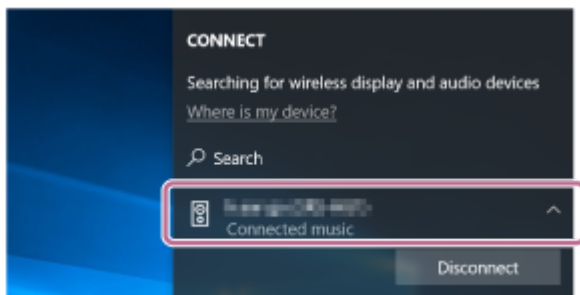 CONNECT
Searching for wireless display and audio devices
Where is my device?
Search
Connected music
Disconnect